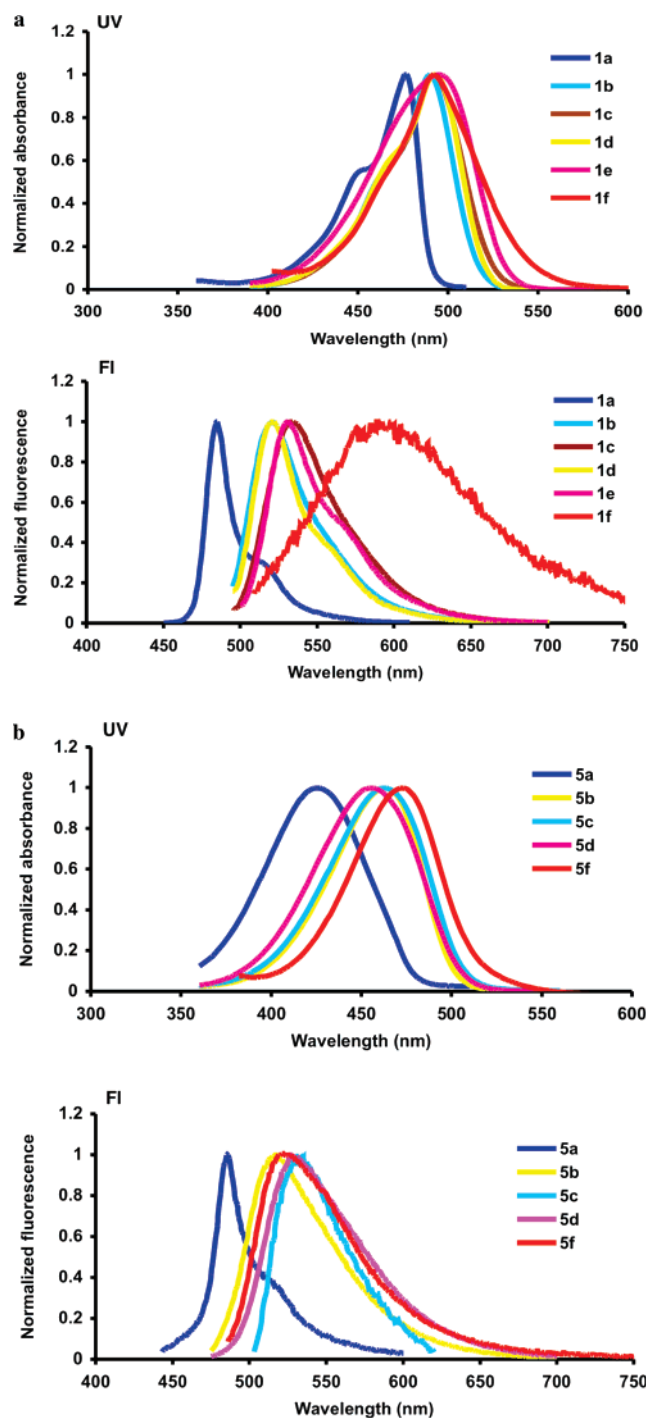 a
UV
Normalized absorbance
1.2
1
0.8
0.6
0.4
0.2
0
300 350 400 450 500 550 600
Wavelength (nm)
1a
1b
1c
1d
1e
1f
Fl
Normalized fluorescence
1.2
1
0.8
0.6
0.4
0.2
0
400 450 500 550 600 650 700 750
Wavelength (nm)
1a
1b
1c
1d
1e
1f
b
UV
Normalized absorbance
1.2
1
0.8
0.6
0.4
0.2
0
300 350 400 450 500 550 600
Wavelength (nm)
5a
5b
5c
5d
5f
Fl
Normalized fluorescence
1.2
1
0.8
0.6
0.4
0.2
0
400 450 500 550 600 650 700 750
Wavelength (nm)
5a
5b
5c
5d
5f